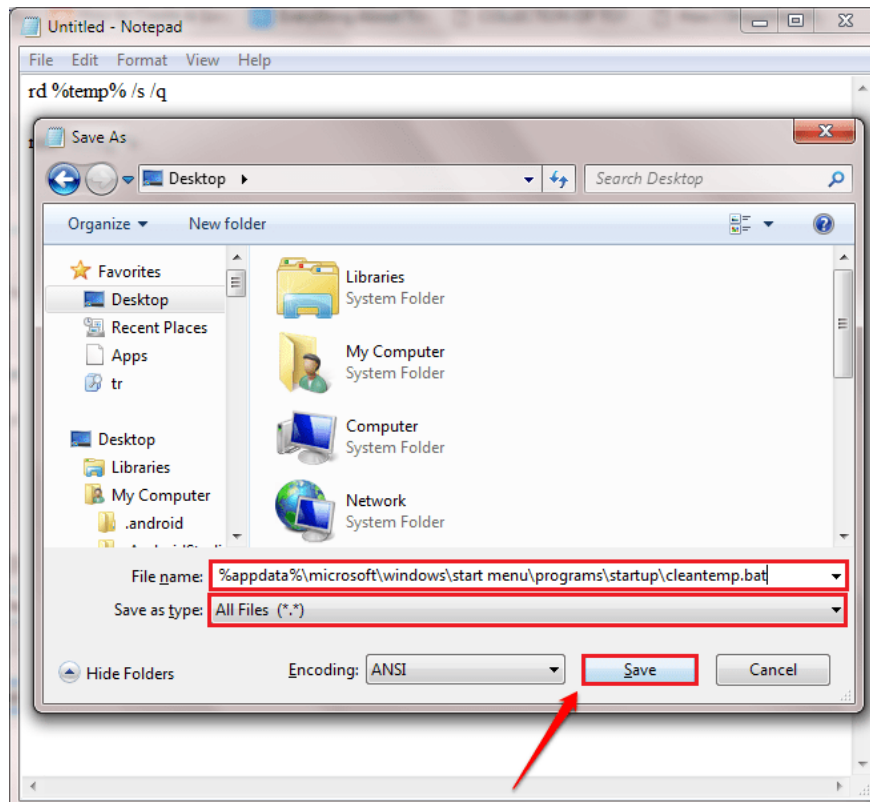 Untitled - Notepad
File Edit Format View Help
rd %temp% /s /q
Save As
Desktop
Search Desktop
Organize New folder
Favorites
Desktop
Recent Places
Apps
tr
Desktop
Libraries
My Computer
.android
Libraries
System Folder
My Computer
System Folder
Computer
System Folder
Network
System Folder
File name: %appdata%\microsoft\windows\start menu\programs\startup\cleantemp.bat
Save as type: All Files (*.*)
Hide Folders
Encoding: ANSI
Save
Cancel